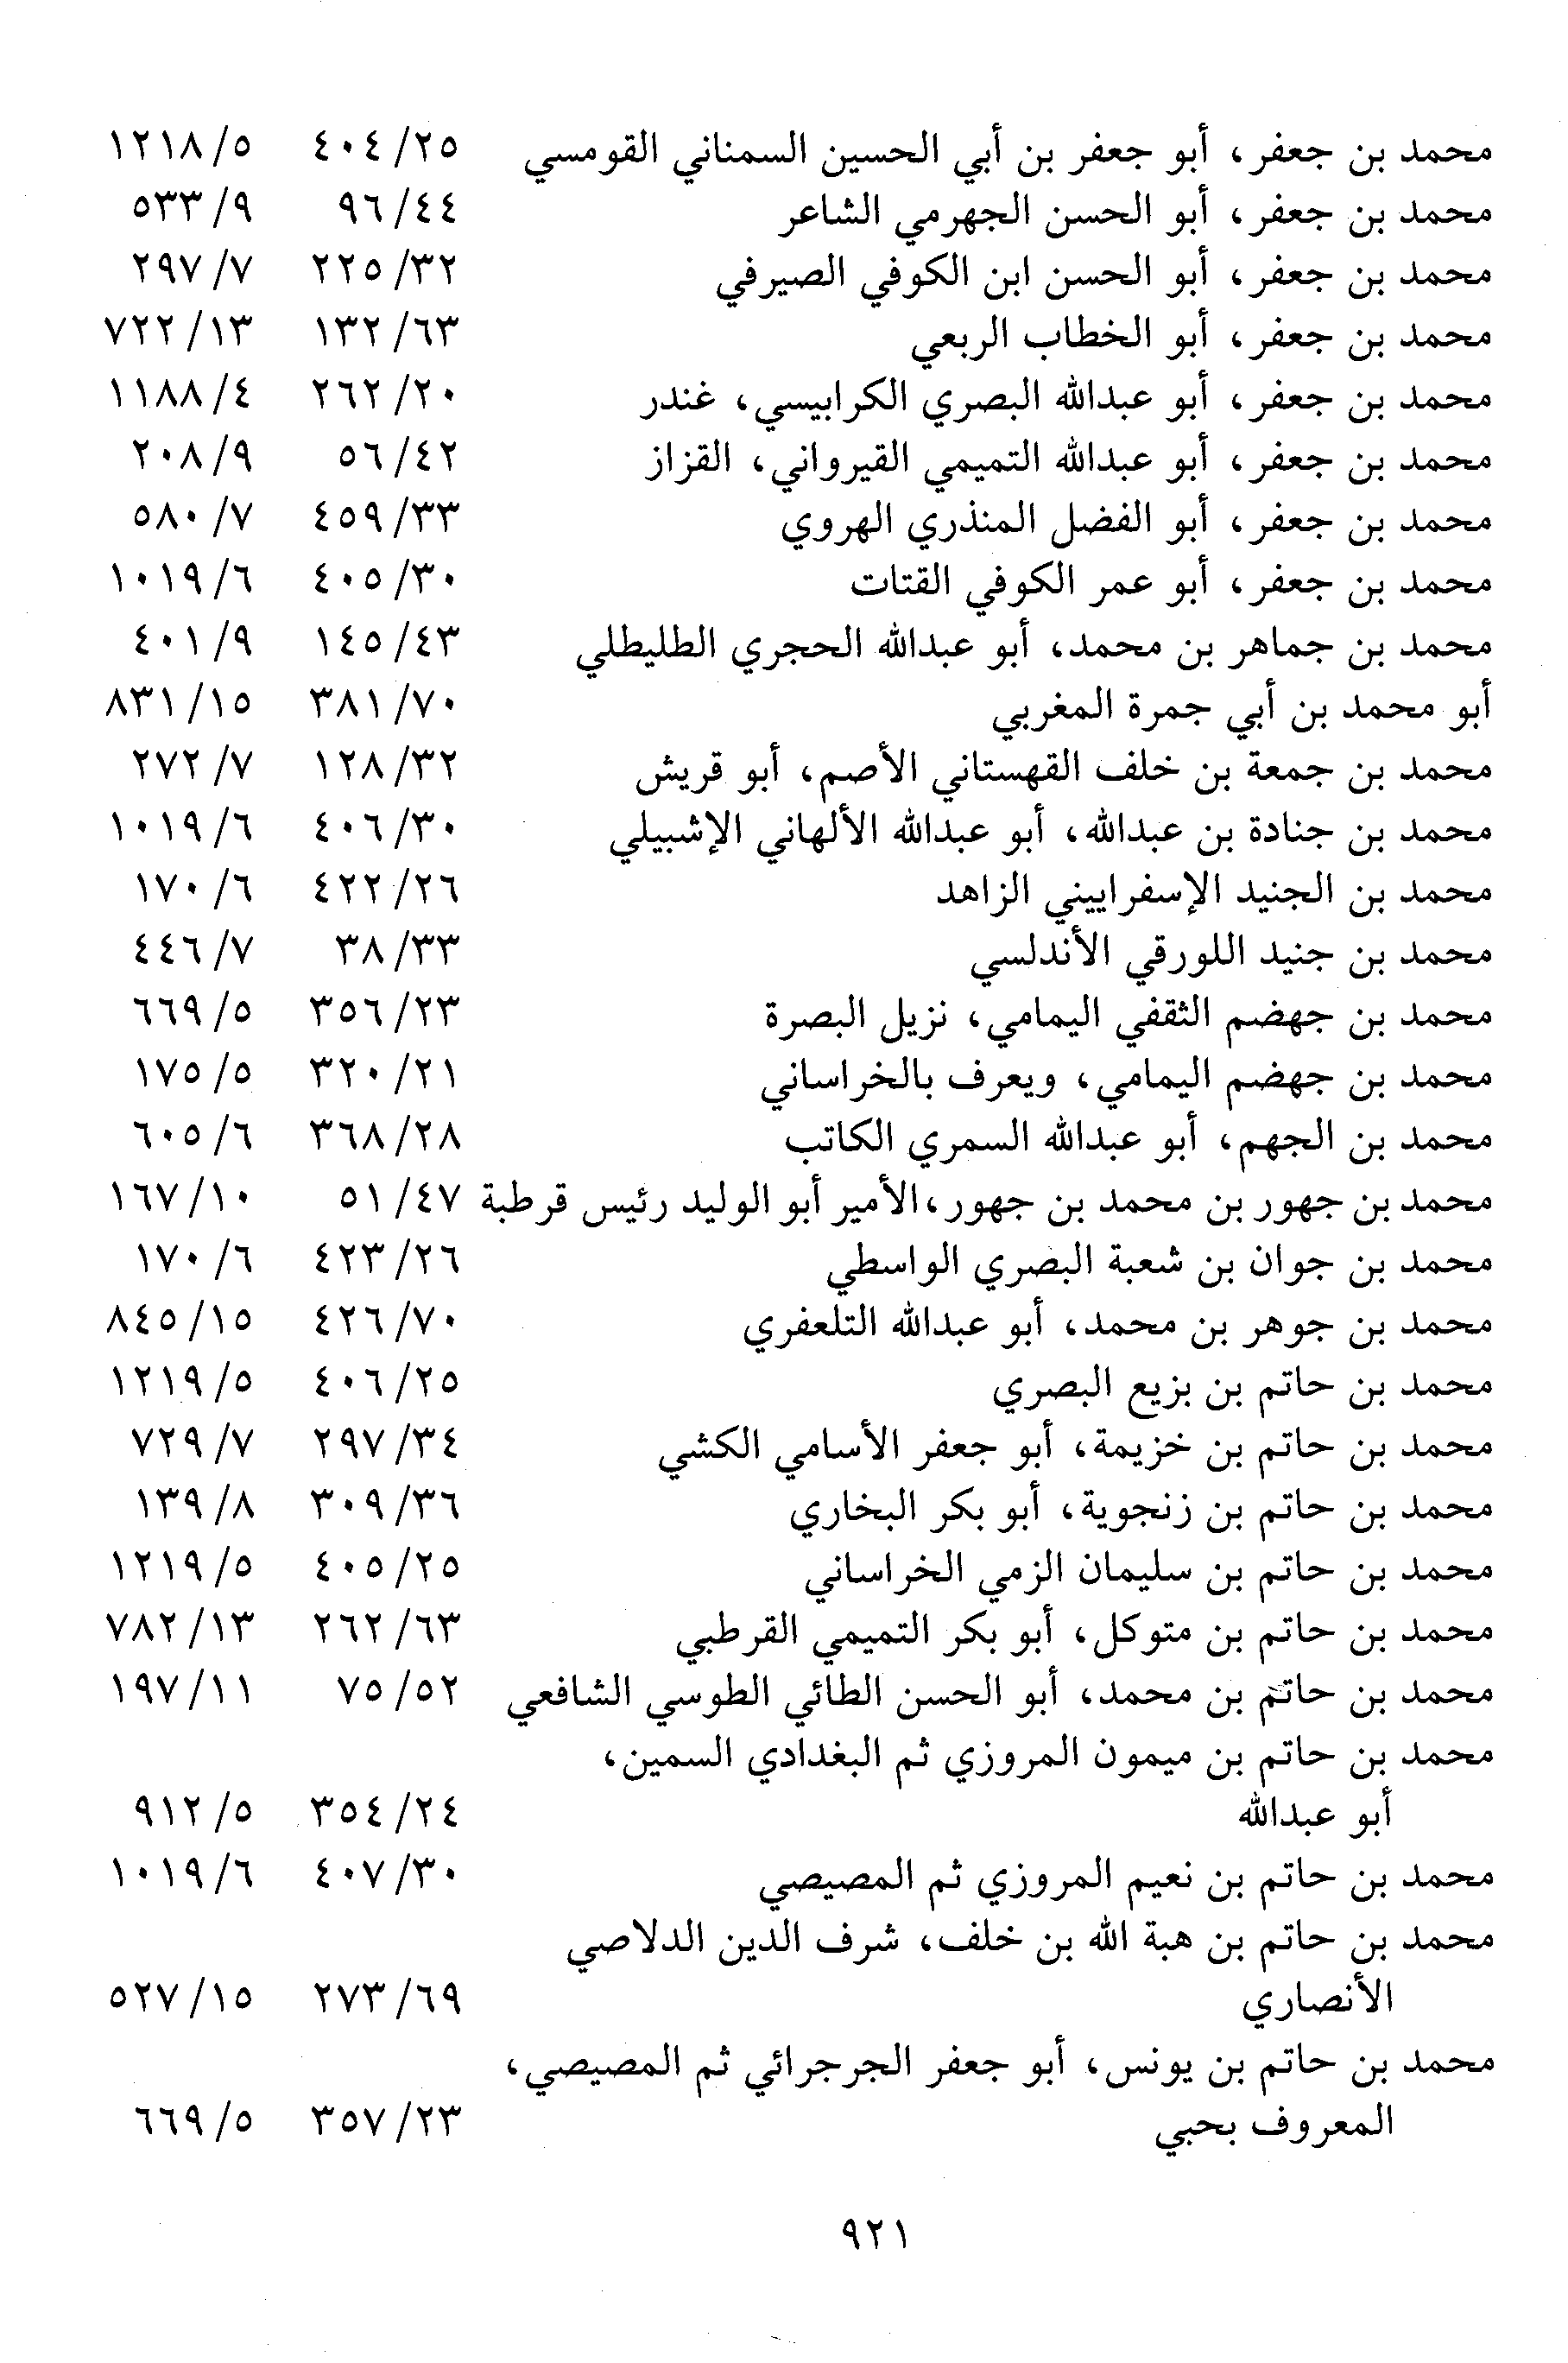 محمد بن جعفر، أبو جعفر بن أبي الحسين السمناني القومسي ٤٠٤/٢٥ ١٢١٨/٥
محمد بن جعفر، أبو الحسن الجهرمي الشاعر ٩٦/٤٤ ٥٣٣/٩
محمد بن جعفر، أبو الحسن ابن الكوفي الصيرفي ٢٢٥/٣٢ ٢٩٧/٧
محمد بن جعفر، أبو الخطاب الربعي ١٣٢/٦٣ ٧٢٢/١٣
محمد بن جعفر، أبو عبدالله البصري الكرابيسي، غندر ٢٦٢/٢٠ ١١٨٨/٤
محمد بن جعفر، أبو عبدالله التميمي القيرواني، القزاز ٥٦/٤٢ ٢٠٨/٩
محمد بن جعفر، أبو الفضل المنذري الهروي ٤٥٩/٣٣ ٥٨٠/٧
محمد بن جعفر، أبو عمر الكوفي القتات ٤٠٥/٣٠ ١٠١٩/٦
محمد بن جماهر بن محمد، أبو عبدالله الحجري الطليطلي ١٤٥/٤٣ ٤٠١/٩
أبو محمد بن أبي جمرة المغربي ٣٨١/٧٠ ٨٣١/١٥
محمد بن جمعة بن خلف القهستاني الأصم، أبو قريش ١٢٨/٣٢ ٢٧٢/٧
محمد بن جنادة بن عبدالله، أبو عبدالله الألهاني الإشبيلي ٤٠٦/٣٠ ١٠١٩/٦
محمد بن الجنيد الإسفراييني الزاهد ٤٢٢/٢٦ ١٧٠/٦
محمد بن جنيد اللورقي الأندلسي ٣٨/٣٣ ٤٤٦/٧
محمد بن جهضم الثقفي اليمامي، نزيل البصرة ٣٥٦/٢٣ ٦٦٩/٥
محمد بن جهضم اليمامي، ويعرف بالخراساني ٣٢٠/٢١ ١٧٥/٥
محمد بن الجهم، أبو عبدالله السمري الكاتب ٣٦٨/٢٨ ٦٠٥/٦
محمد بن جهور بن محمد بن جهور،الأمير أبو الوليد رئيس قرطبة ٥١/٤٧ ١٦٧/١٠
محمد بن جوان بن شعبة البصري الواسطي ٤٢٣/٢٦ ١٧٠/٦
محمد بن جوهر بن محمد، أبو عبدالله التلعفري ٤٢٦/٧٠ ٨٤٥/١٥
محمد بن حاتم بن بزيع البصري ٤٠٦/٢٥ ١٢١٩/٥
محمد بن حاتم بن خزيمة، أبو جعفر الأسامي الكشي ٢٩٧/٣٤ ٧٢٩/٧
محمد بن حاتم بن زنجوية، أبو بكر البخاري ٣٠٩/٣٦ ١٣٩/٨
محمد بن حاتم بن سليمان الزمي الخراساني ٤٠٥/٢٥ ١٢١٩/٥
محمد بن حاتم بن متوكل، أبو بكر التميمي القرطبي ٢٦٢/٦٣ ٧٨٢/١٣
محمد بن حاتم بن محمد، أبو الحسن الطائي الطوسي الشافعي ٧٥/٥٢ ١٩٧/١١
محمد بن حاتم بن ميمون المروزي ثم البغدادي السمين،
أبو عبدالله ٣٥٤/٢٤ ٩١٢/٥
محمد بن حاتم بن نعيم المروزي ثم المصيصي ٤٠٧/٣٠ ١٠١٩/٦
محمد بن حاتم بن هبة الله بن خلف، شرف الدين الدلاصي
الأنصاري ٢٧٣/٦٩ ٥٢٧/١٥
محمد بن حاتم بن يونس، أبو جعفر الجرجرائي ثم المصيصي،
المعروف بحبي ٣٥٧/٢٣ ٦٦٩/٥
٩٢١